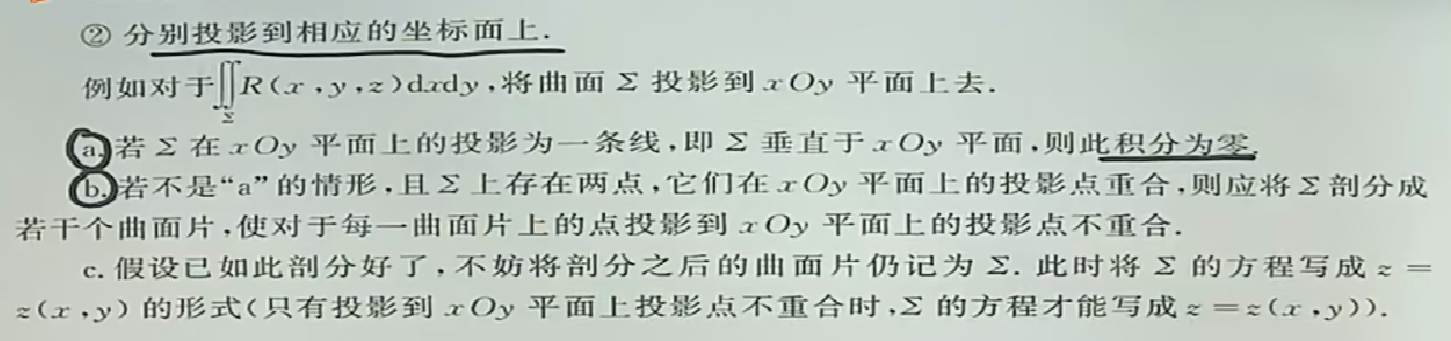 ② 分别投影到相应的坐标面上.
例如对于∬R(x,y,z)dxdy,将曲面 Σ 投影到 xOy 平面上去.
Σ
a.若 Σ 在 xOy 平面上的投影为一条线,即 Σ 垂直于 xOy 平面,则此积分为零.
b.若不是“a”的情形,且 Σ 上存在两点,它们在 xOy 平面上的投影点重合,则应将 Σ 剖分成
若干个曲面片,使对于每一曲面片上的点投影到 xOy 平面上的投影点不重合.
c. 假设已如此剖分好了,不妨将剖分之后的曲面片仍记为 Σ. 此时将 Σ 的方程写成 z =
z(x,y) 的形式(只有投影到 xOy 平面上投影点不重合时,Σ 的方程才能写成 z = z(x,y)).